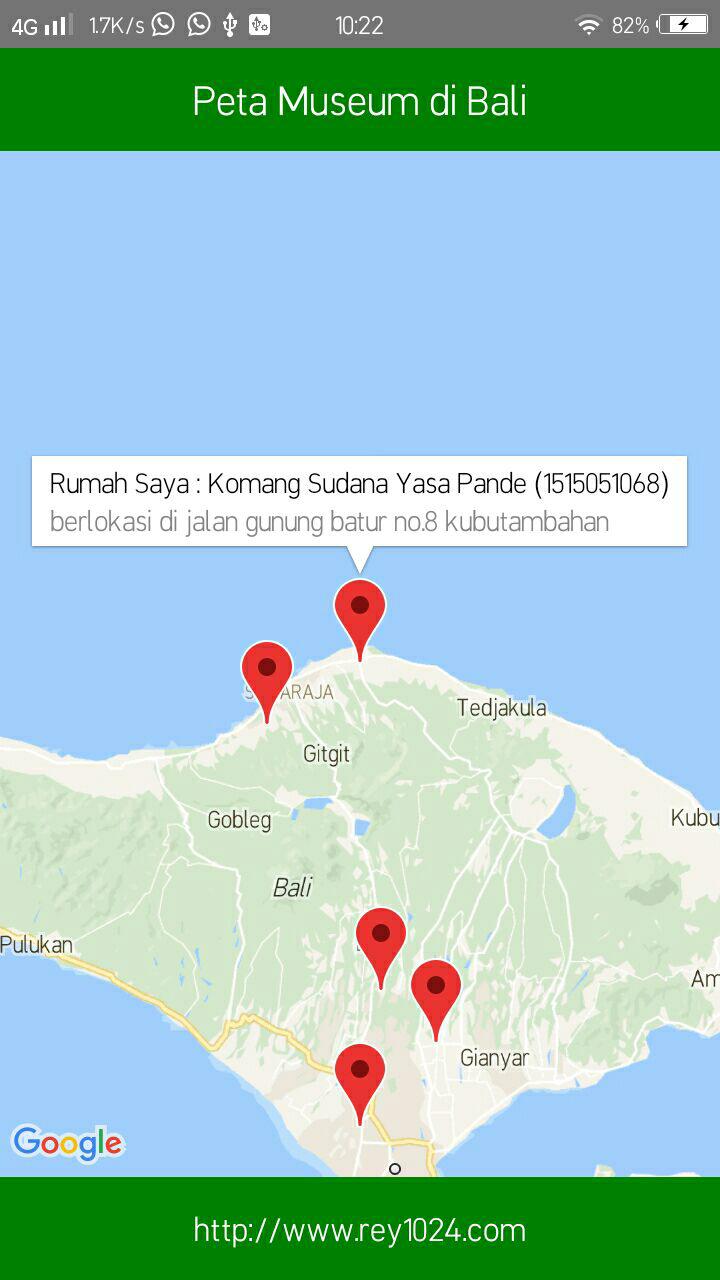 4G 1.7K/s 10:22 82%
Peta Museum di Bali
Rumah Saya : Komang Sudana Yasa Pande (1515051068)
berlokasi di jalan gunung batur no.8 kubutambahan
ARAJA
Tedjakula
Gitgit
Gobleg
Kubu
Bali
Pulukan
Am
Gianyar
Google
http://www.rey1024.com